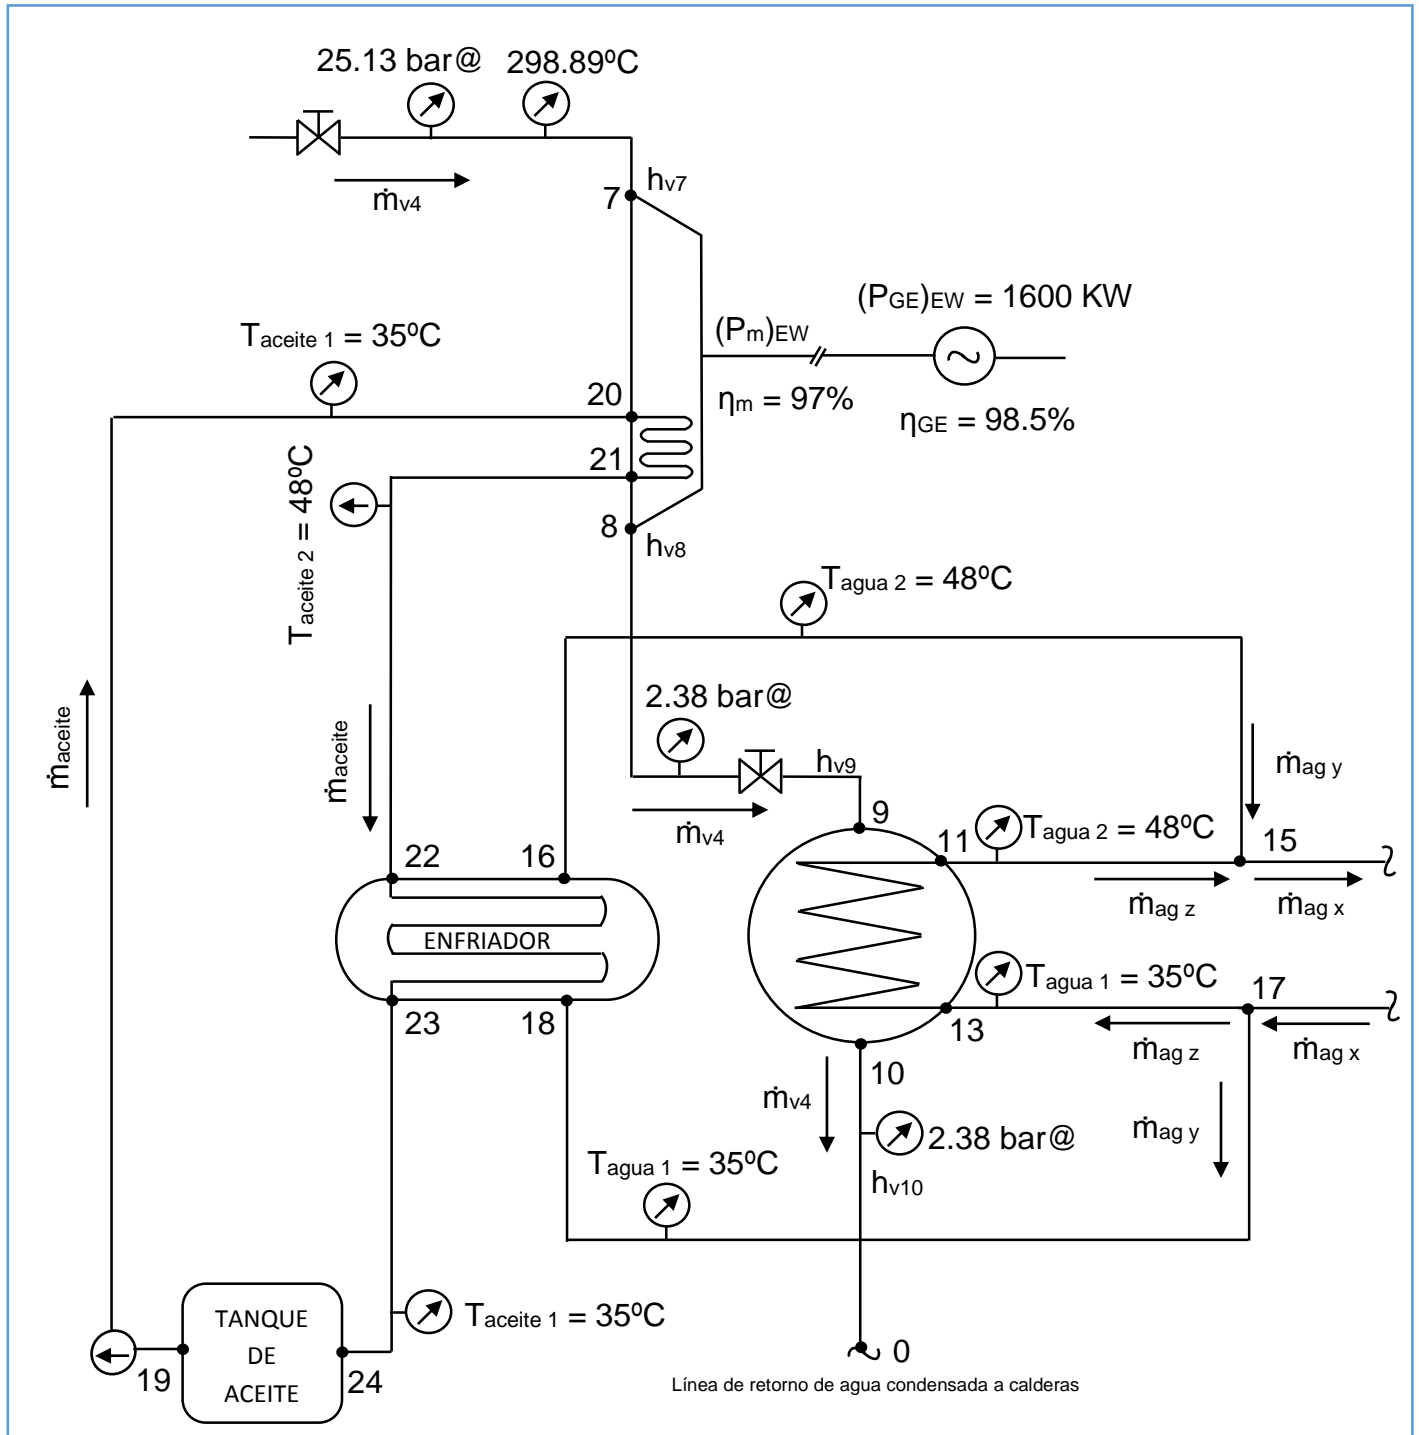 25.13 bar@
298.89ºC
ṁv4
7
hv7
(PGE)EW = 1600 KW
(Pm)EW
Taceite 1 = 35ºC
20
ηm = 97%
ηGE = 98.5%
21
Taceite 2 = 48ºC
8
hv8
Tagua 2 = 48ºC
2.38 bar@
ṁaceite
ṁaceite
hv9
ṁag y
9
ṁv4
11
Tagua 2 = 48ºC
15
22
16
ṁag z
ṁag x
ENFRIADOR
Tagua 1 = 35ºC
17
23
18
13
ṁag z
ṁag x
10
ṁv4
2.38 bar@
ṁag y
Tagua 1 = 35ºC
hv10
TANQUE
DE
ACEITE
Taceite 1 = 35ºC
19
24
0
Línea de retorno de agua condensada a calderas